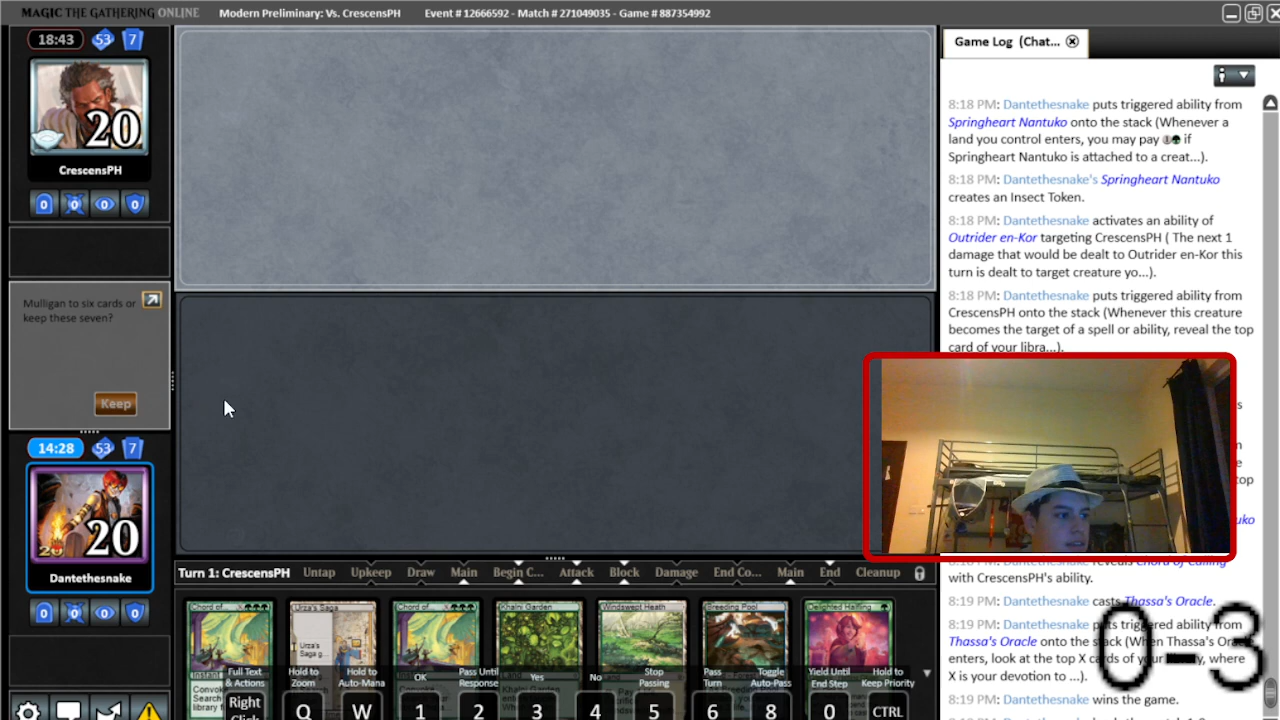 MAGIC THE GATHERING ONLINE
Modern Preliminary: Vs. CrescensPH
Event # 12666592 - Match # 271049035 - Game # 887354992
18:43
53
7
20
CrescensPH
0 0 0 0
Mulligan to six cards or
keep these seven?
Keep
14:28
53
7
20
Dantethesnake
0 0 0 0
Turn 1: CrescensPH
Untap
Upkeep
Draw
Main
Begin C...
Attack
Block
Damage
End Co...
Main
End
Cleanup
Chord of
Urza's Saga
Chord of
Khalni Garden
Windswept Heath
Breeding Pool
Delighted Halfling
Full Text
& Actions
Hold to
Zoom
Hold to
Auto-Mana
OK
Pass Until
Response
Yes
No
Stop
Passing
Pass
Turn
Toggle
Auto-Pass
Yield Until
End Step
Hold to
Keep Priority
Right
Click
Q
W
1
2
3
4
5
6
8
0
CTRL
Game Log (Chat...
8:18 PM: Dantethesnake puts triggered ability from
Springheart Nantuko onto the stack (Whenever a
land you control enters, you may pay if
Springheart Nantuko is attached to a creat...).
8:18 PM: Dantethesnake's Springheart Nantuko
creates an Insect Token.
8:18 PM: Dantethesnake activates an ability of
Outrider en-Kor targeting CrescensPH ( The next 1
damage that would be dealt to Outrider en-Kor this
turn is dealt to target creature yo...).
8:18 PM: Dantethesnake puts triggered ability from
CrescensPH onto the stack (Whenever this creature
becomes the target of a spell or ability, reveal the top
card of your libra...).
reveals Chord of Calling
with CrescensPH's ability.
8:19 PM: Dantethesnake casts Thassa's Oracle.
8:19 PM: Dantethesnake puts triggered ability from
Thassa's Oracle onto the stack (When Thassa's Oracle
enters, look at the top X cards of your where
X is your devotion to ...).
8:19 PM: Dantethesnake wins the game.
0-3